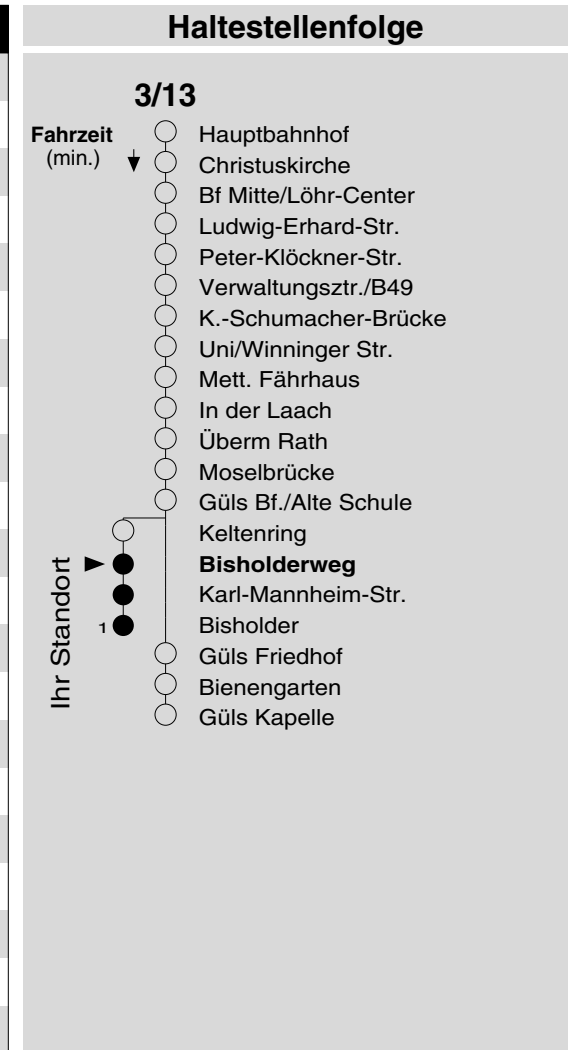 Haltestellenfolge
3/13
Fahrzeit
(min.)
Hauptbahnhof
Christuskirche
Bf Mitte/Löhr-Center
Ludwig-Erhard-Str.
Peter-Klöckner-Str.
Verwaltungsztr./B49
K.-Schumacher-Brücke
Uni/Winninger Str.
Mett. Fährhaus
In der Laach
Überm Rath
Moselbrücke
Güls Bf./Alte Schule
Keltenring
Bisholderweg
Karl-Mannheim-Str.
1 Bisholder
Güls Friedhof
Bienengarten
Güls Kapelle
Ihr Standort